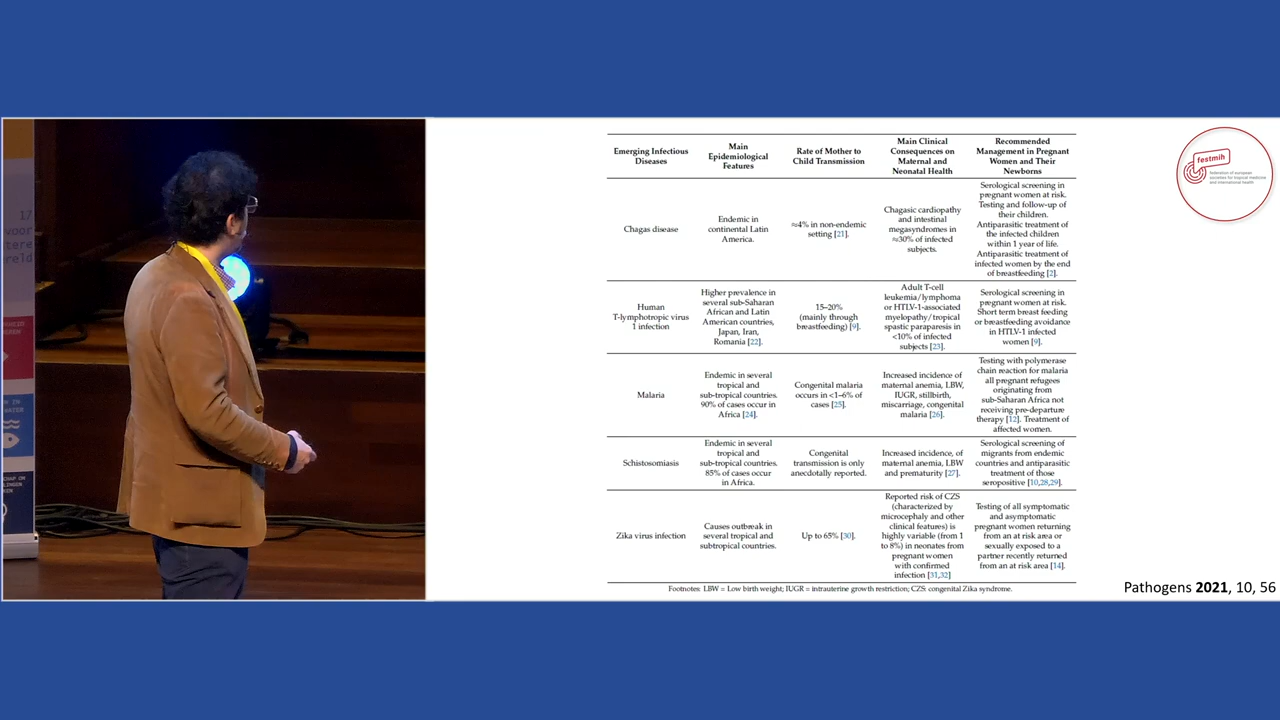 17
voor
tere
ereld
Emerging Infectious
Diseases
Main
Epidemiological
Features
Rate of Mother to
Child Transmission
Main Clinical
Consequences on
Maternal and
Neonatal Health
Recommended
Management in Pregnant
Women and Their
Newborns
Chagas disease
Endemic in
continental Latin
America.
≈4% in non-endemic
setting [21].
Chagasic cardiopathy
and intestinal
megasyndromes in
≈30% of infected
subjects.
Serological screening in
pregnant women at risk.
Testing and follow-up of
their children.
Antiparasitic treatment of
the infected children
within 1 year of life.
Antiparasitic treatment of
infected women by the end
of breastfeeding [2].
Human
T-lymphotropic virus
1 infection
Higher prevalence in
several sub-Saharan
African and Latin
American countries,
Japan, Iran,
Romania [22].
15–20%
(mainly through
breastfeeding) [9].
Adult T-cell
leukemia/lymphoma
or HTLV-1-associated
myelopathy/tropical
spastic paraparesis in
<10% of infected
subjects [23].
Serological screening in
pregnant women at risk.
Short term breast feeding
or breastfeeding avoidance
in HTLV-1 infected
women [9].
Malaria
Endemic in several
tropical and
sub-tropical countries.
90% of cases occur in
Africa [24].
Congenital malaria
occurs in <1–6% of
cases [25].
Increased incidence of
maternal anemia, LBW,
IUGR, stillbirth,
miscarriage, congenital
malaria [26].
Testing with polymerase
chain reaction for malaria
all pregnant refugees
originating from
sub-Saharan Africa not
receiving pre-departure
therapy [12]. Treatment of
affected women.
Schistosomiasis
Endemic in several
tropical and
sub-tropical countries.
85% of cases occur
in Africa.
Congenital
transmission is only
anecdotally reported.
Increased incidence, of
maternal anemia, LBW
and prematurity [27].
Serological screening of
migrants from endemic
countries and antiparasitic
treatment of those
seropositive [10,28,29].
Zika virus infection
Causes outbreak in
several tropical and
subtropical countries.
Up to 65% [30].
Reported risk of CZS
(characterized by
microcephaly and other
clinical features) is
highly variable (from 1
to 8%) in neonates from
pregnant women
with confirmed
infection [31,32]
Testing of all symptomatic
and asymptomatic
pregnant women returning
from an at risk area or
sexually exposed to a
partner recently returned
from an at risk area [14].
Footnotes: LBW = Low birth weight; IUGR = intrauterine growth restriction; CZS: congenital Zika syndrome.
festmih
federation of european
societies for tropical medicine
and international health
Pathogens 2021, 10, 56